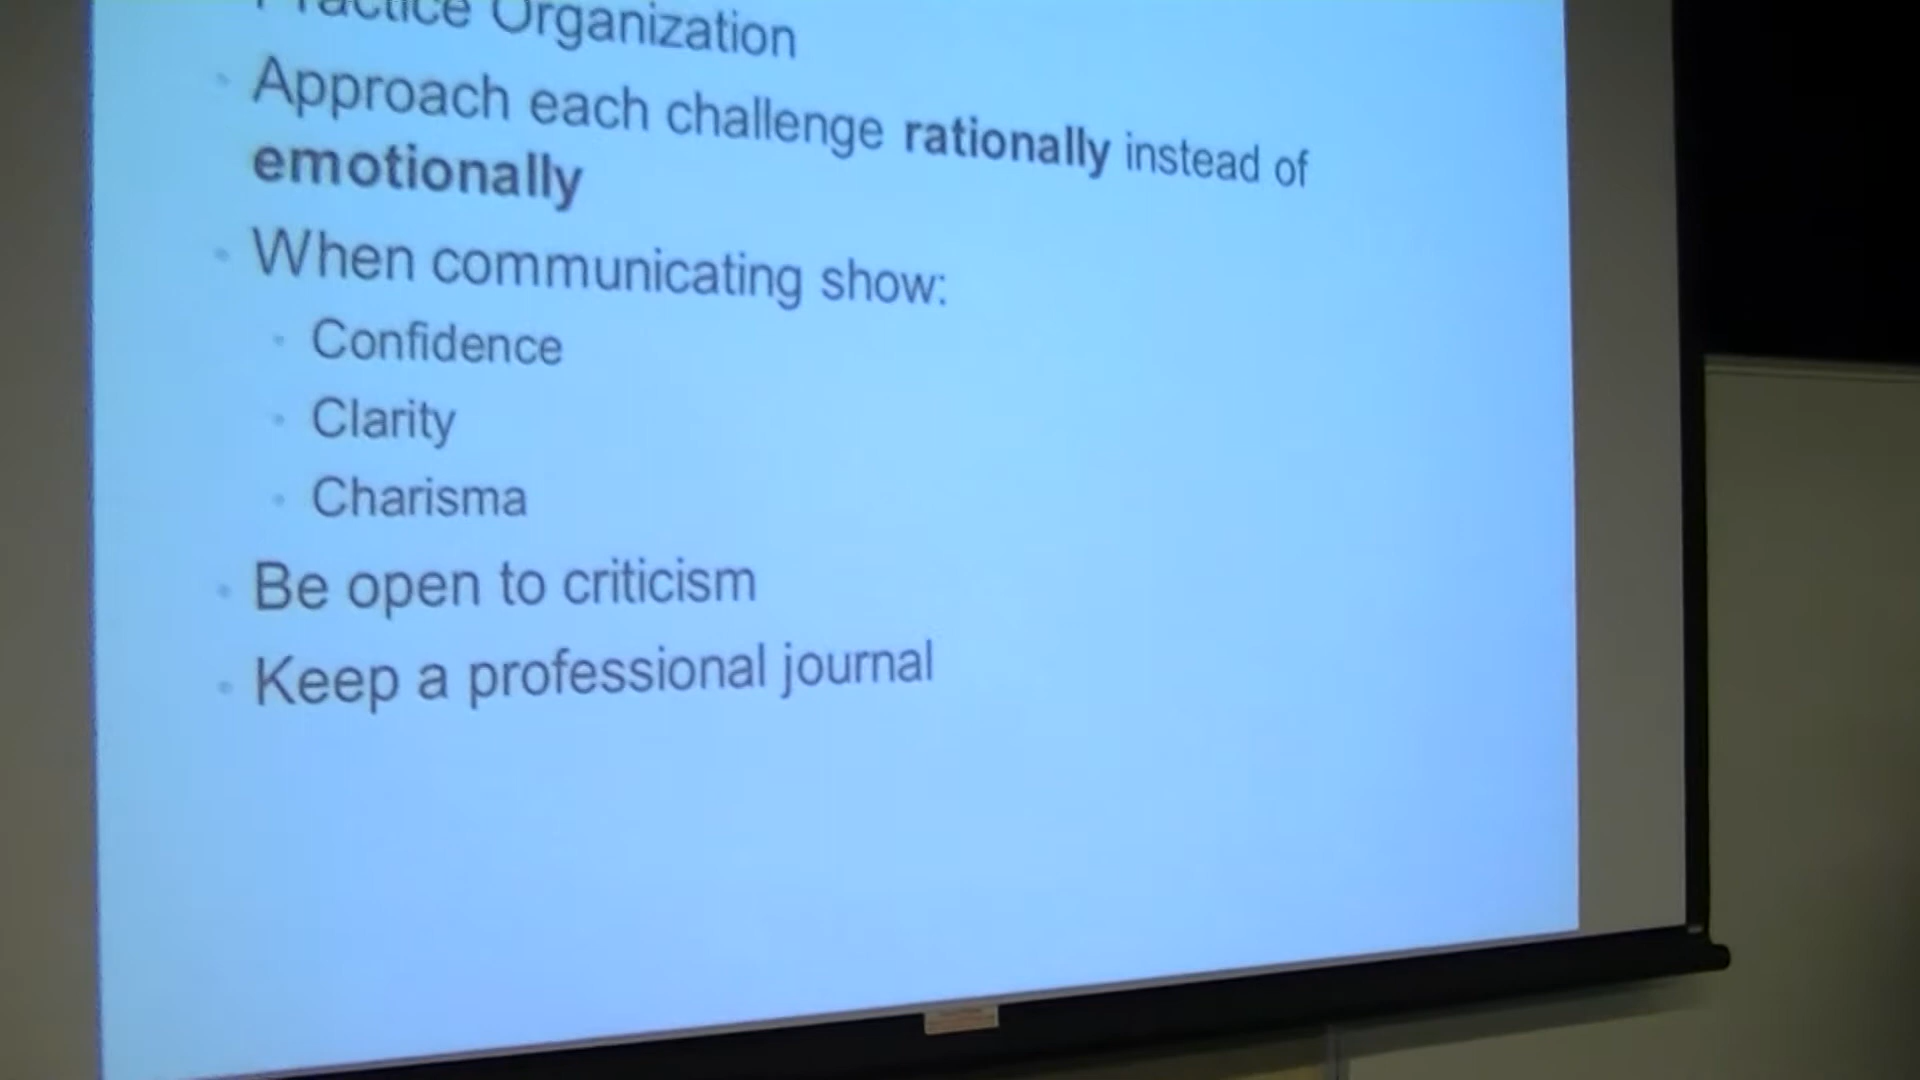 Practice Organization
Approach each challenge rationally instead of
emotionally
When communicating show:
Confidence
Clarity
Charisma
Be open to criticism
Keep a professional journal